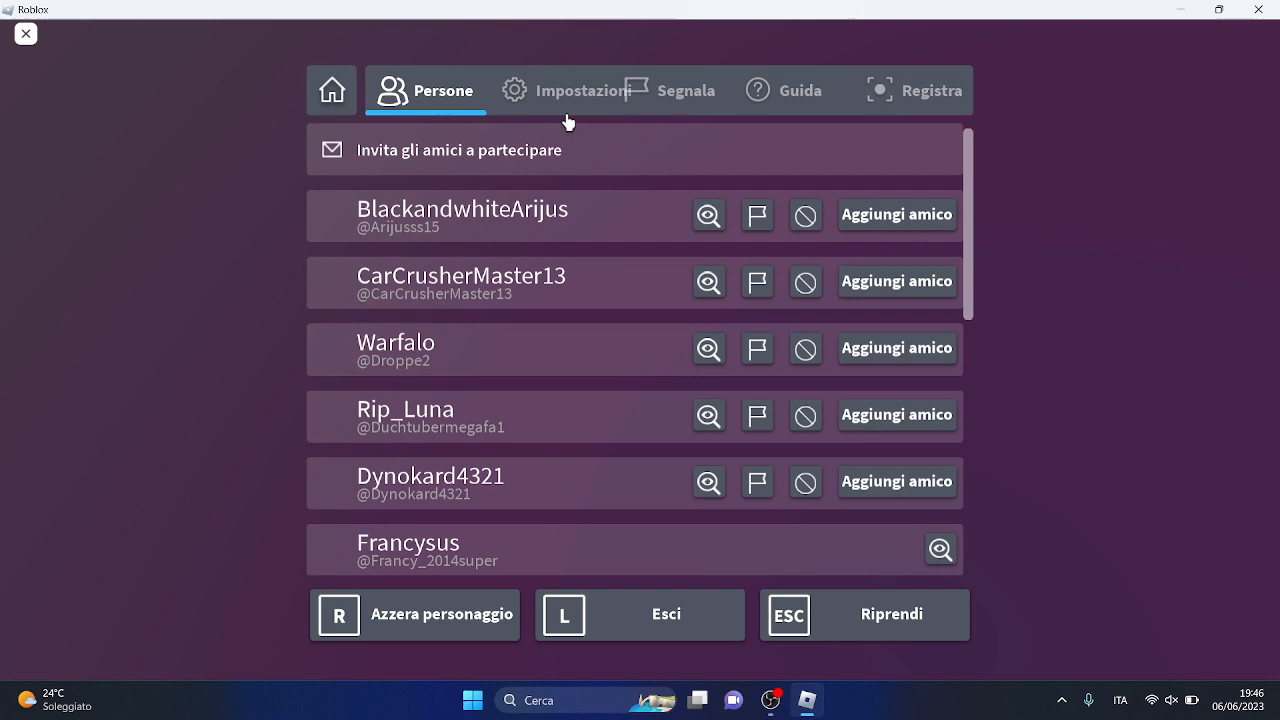 Roblox
Persone Impostazioni Segnala Guida Registra
Invita gli amici a partecipare
BlackandwhiteArijus
@Arijusss15
Aggiungi amico
CarCrusherMaster13
@CarCrusherMaster13
Aggiungi amico
Warfalo
@Droppe2
Aggiungi amico
Rip_Luna
@Duchtubermegafa1
Aggiungi amico
Dynokard4321
@Dynokard4321
Aggiungi amico
Francysus
@Francy_2014super
R Azzera personaggio L Esci ESC Riprendi
24°C
Soleggiato
Cerca
ITA
19:46
06/06/2023